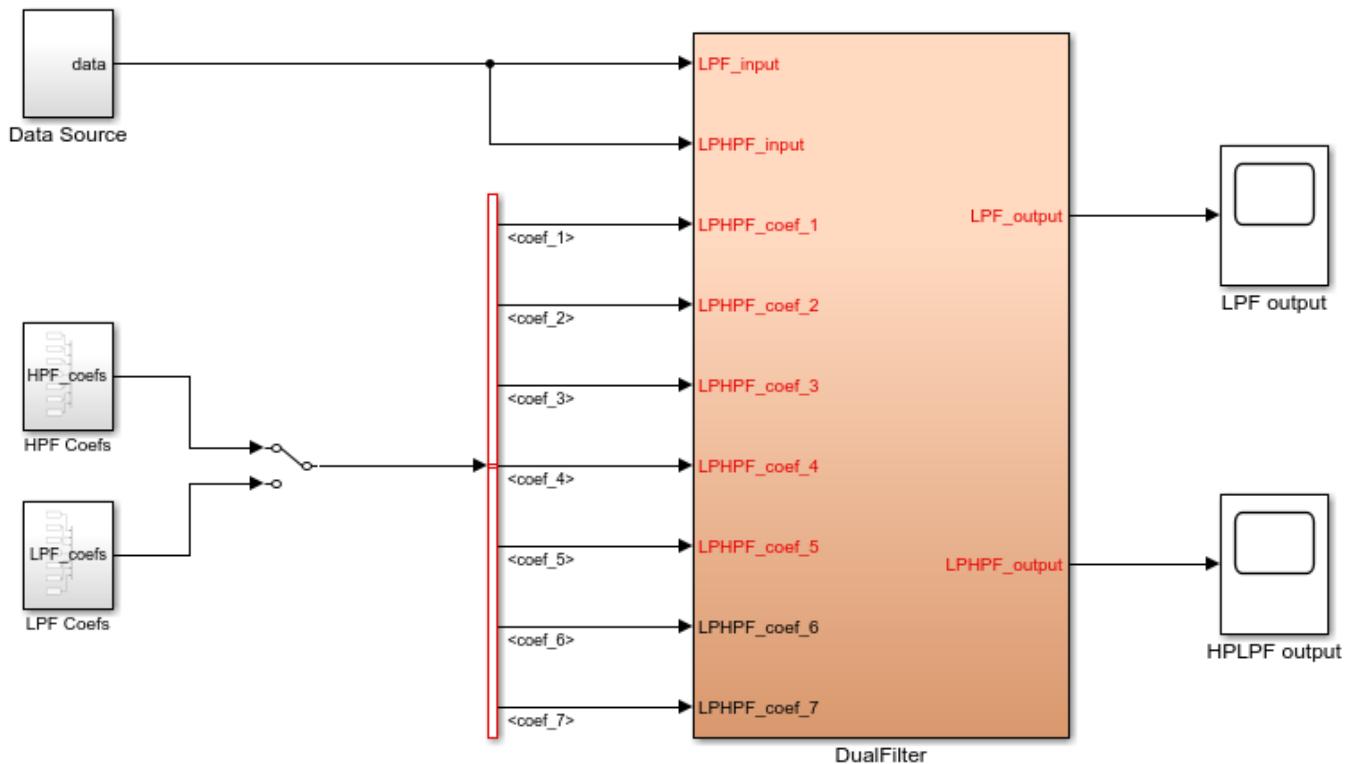 data
Data Source
HPF_coefs
HPF Coefs
LPF_coefs
LPF Coefs
<coef_1>
<coef_2>
<coef_3>
<coef_4>
<coef_5>
<coef_6>
<coef_7>
LPF_input
LPHPF_input
LPHPF_coef_1
LPHPF_coef_2
LPHPF_coef_3
LPHPF_coef_4
LPHPF_coef_5
LPHPF_coef_6
LPHPF_coef_7
LPF_output
LPHPF_output
DualFilter
LPF output
HPLPF output